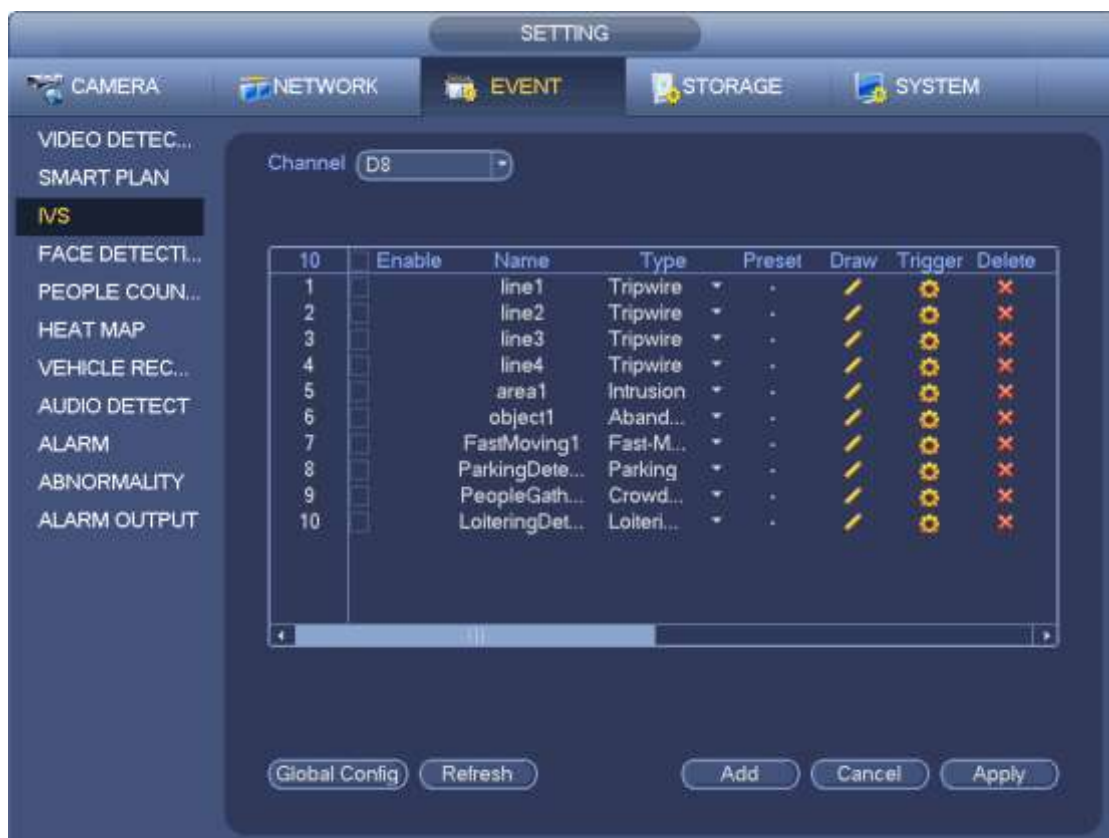 SETTING
CAMERA NETWORK EVENT STORAGE SYSTEM
VIDEO DETEC...
SMART PLAN
IVS
FACE DETECTI...
PEOPLE COUN...
HEAT MAP
VEHICLE REC...
AUDIO DETECT
ALARM
ABNORMALITY
ALARM OUTPUT
Channel D8
10 Enable Name Type Preset Draw Trigger Delete
1 line1 Tripwire
2 line2 Tripwire
3 line3 Tripwire
4 line4 Tripwire
5 area1 Intrusion
6 object1 Aband...
7 FastMoving1 Fast-M...
8 ParkingDete... Parking
9 PeopleGath... Crowd...
10 LoiteringDet... Loiteri...
Global Config Refresh Add Cancel Apply